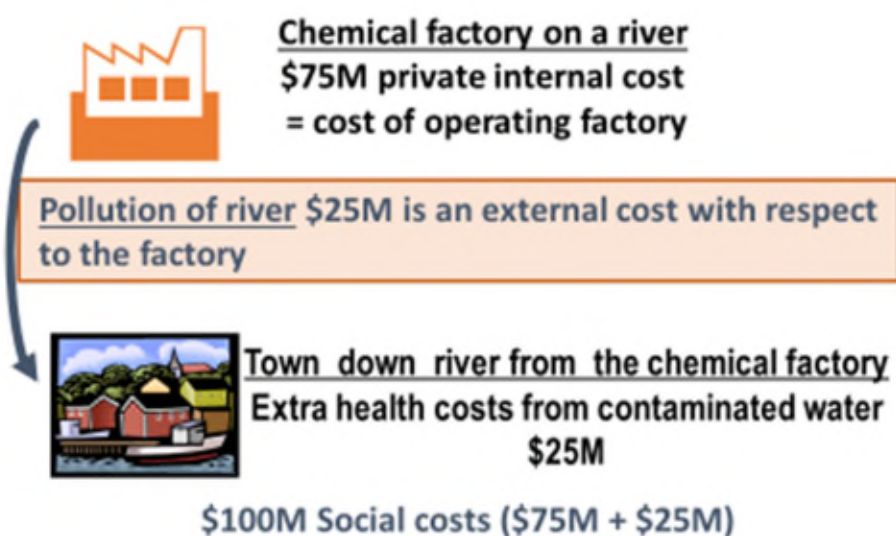 Chemical factory on a river
$75M private internal cost
= cost of operating factory
Pollution of river $25M is an external cost with respect
to the factory
Town down river from the chemical factory
Extra health costs from contaminated water
$25M
$100M Social costs ($75M + $25M)